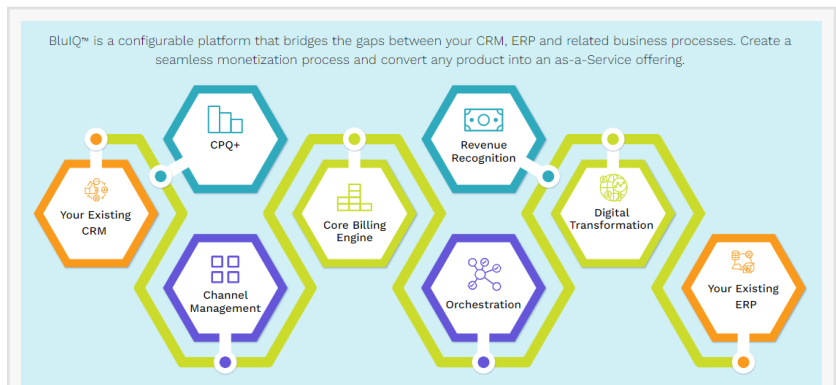 BluIQ™ is a configurable platform that bridges the gaps between your CRM, ERP and related business processes. Create a
seamless monetization process and convert any product into an as-a-Service offering.
CPQ+
Revenue
Recognition
Your Existing
CRM
Core Billing
Engine
Digital
Transformation
Channel
Management
Orchestration
Your Existing
ERP